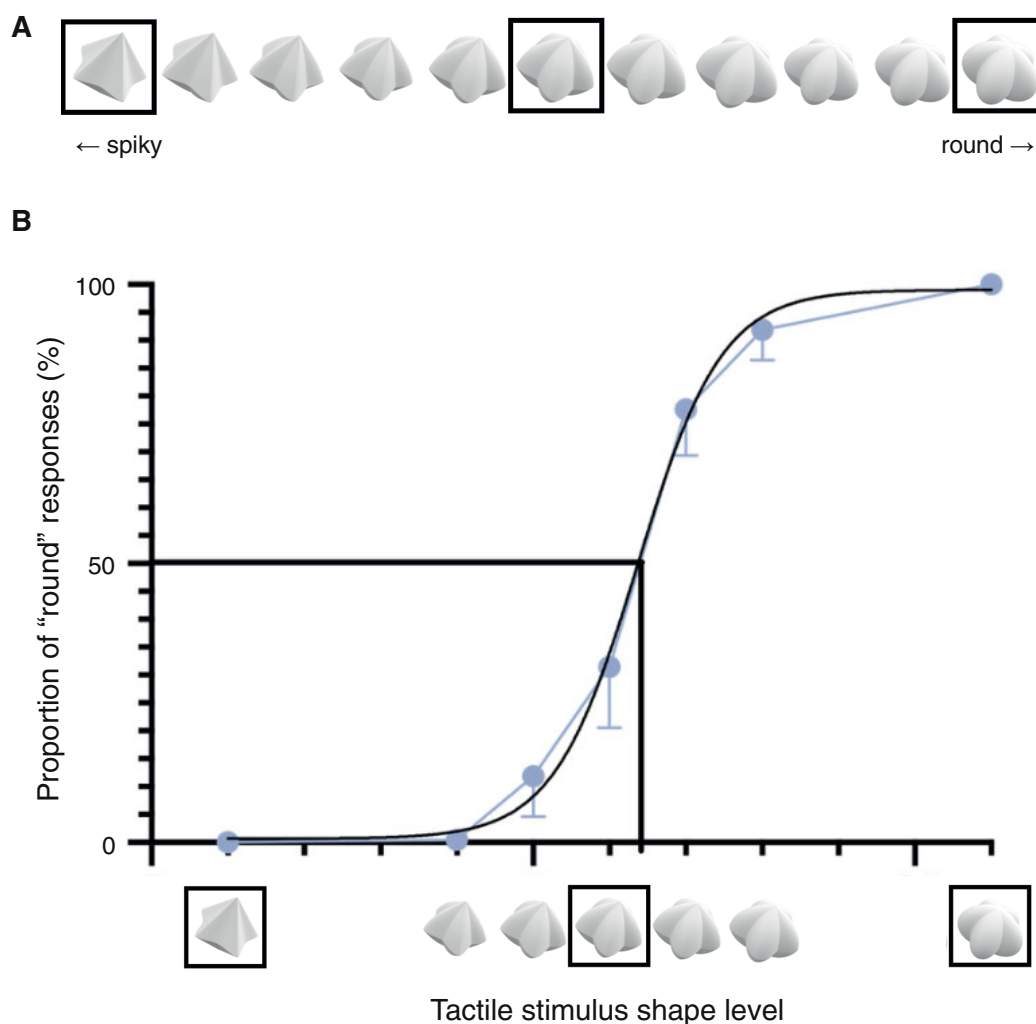 A
← spiky
round →
B
Proportion of “round” responses (%)
100
50
0
Tactile stimulus shape level